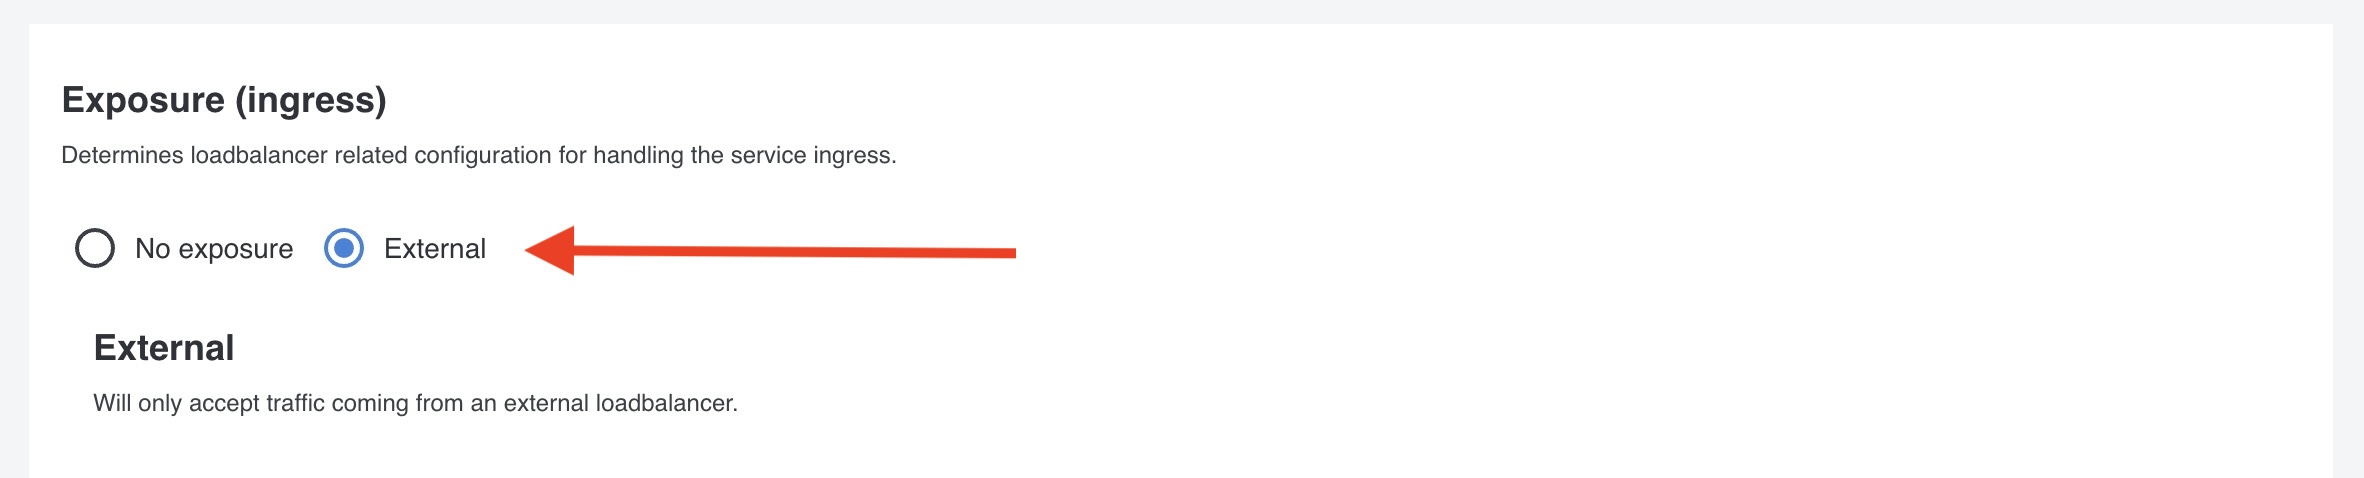 Exposure (ingress)
Determines loadbalancer related configuration for handling the service ingress.
No exposure External
External
Will only accept traffic coming from an external loadbalancer.